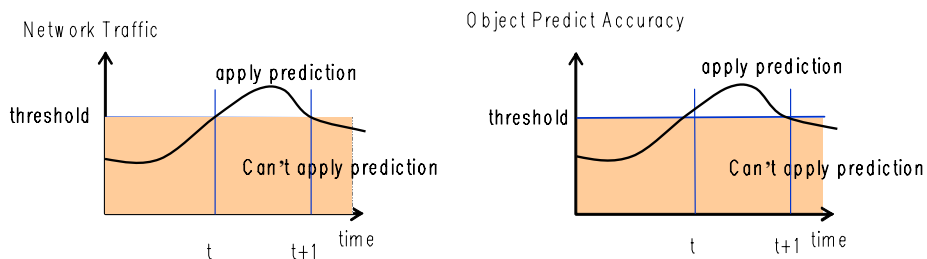 Network Traffic
apply prediction
threshold
Can't apply prediction
time
t
t+1
Object Predict Accuracy
apply prediction
threshold
Can't apply prediction
t
t+1
time